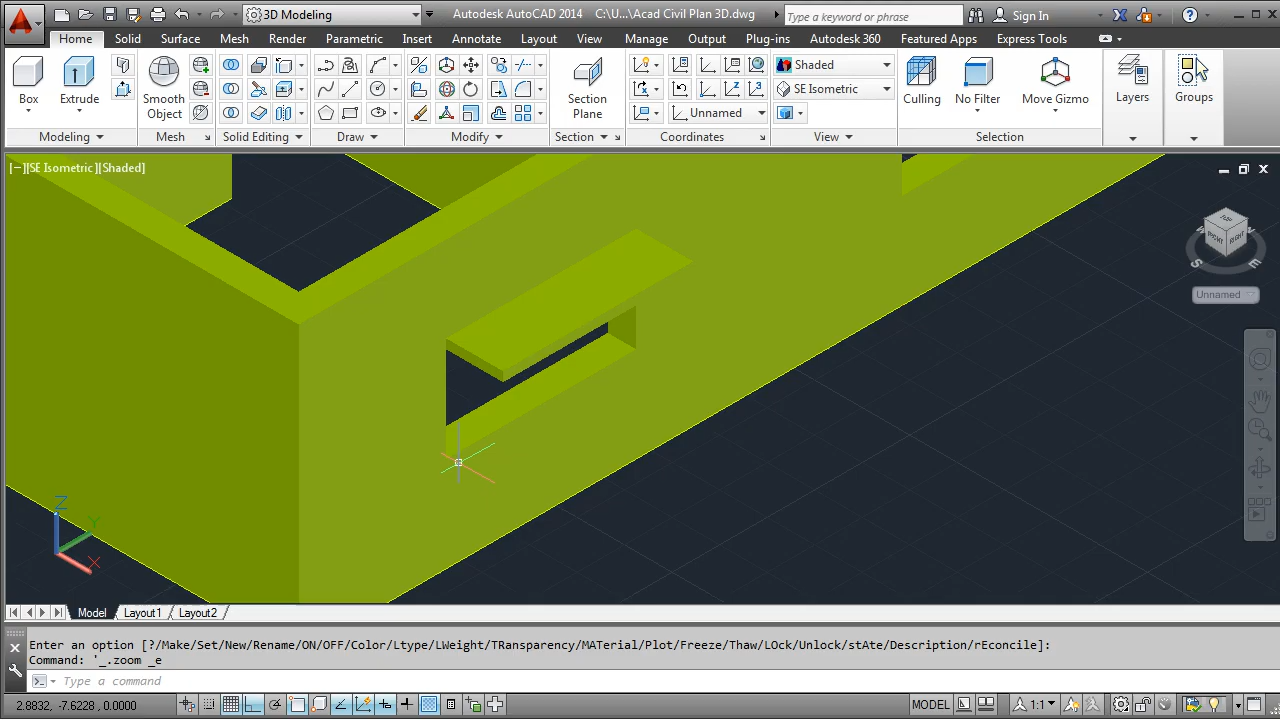 3D Modeling
Autodesk AutoCAD 2014 C:\U...\Acad Civil Plan 3D.dwg
Type a keyword or phrase
Sign In
Home Solid Surface Mesh Render Parametric Insert Annotate Layout View Manage Output Plug-ins Autodesk 360 Featured Apps Express Tools
Box
Extrude
Smooth
Object
Section
Plane
Unnamed
Shaded
SE Isometric
Culling
No Filter
Move Gizmo
Layers
Groups
Modeling
Mesh
Solid Editing
Draw
Modify
Section
Coordinates
View
Selection
[−][SE Isometric][Shaded]
TOP
FRONT
RIGHT
W
S
E
Unnamed
Z
Y
X
Model Layout1 Layout2
Enter an option [?/Make/Set/New/Rename/ON/OFF/Color/Ltype/LWeight/TRansparency/MATerial/Plot/Freeze/Thaw/LOck/Unlock/stAte/Description/rEconcile]:
Command: '_.zoom _e
Type a command
2.8832, -7.6228, 0.0000
MODEL
1:1